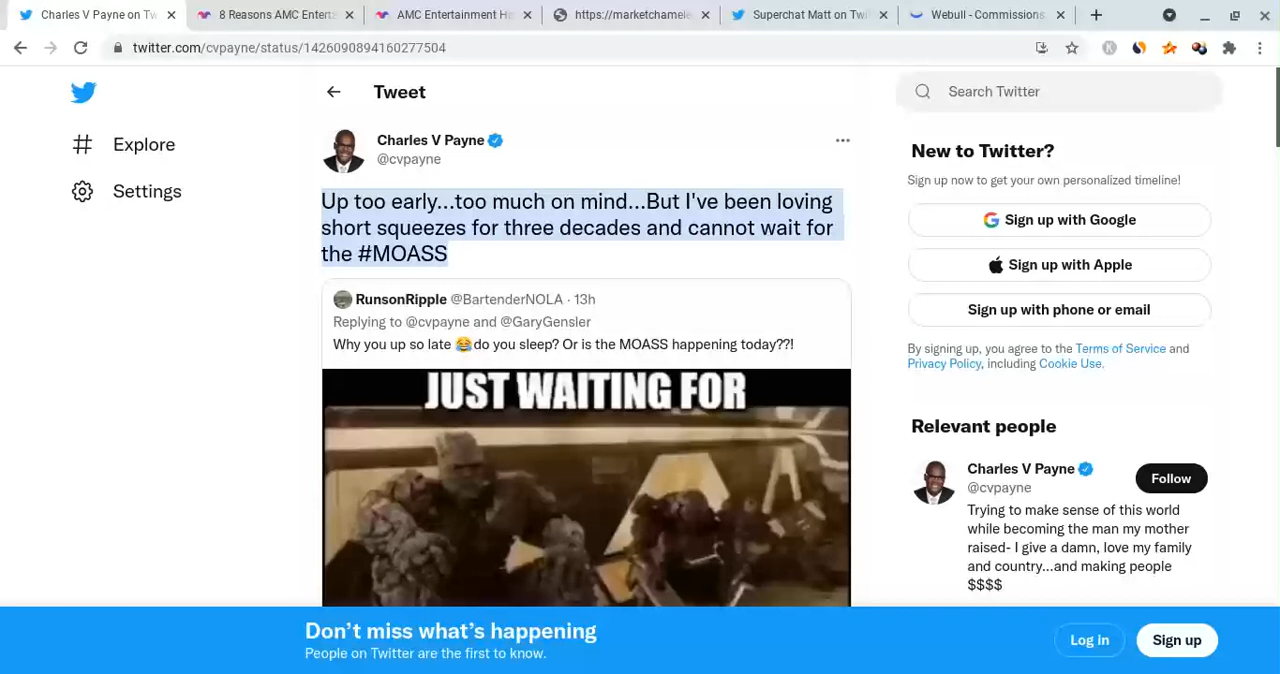 Charles V Payne on Tw
8 Reasons AMC Entert
AMC Entertainment H
https://marketchamele
Superchat Matt on Twi
Webull - Commissions
twitter.com/cvpayne/status/1426090894160277504
Explore
Settings
Tweet
Charles V Payne
@cvpayne
Up too early...too much on mind...But I've been loving
short squeezes for three decades and cannot wait for
the #MOASS
RunsonRipple @BartenderNOLA · 13h
Replying to @cvpayne and @GaryGensler
Why you up so late 😂do you sleep? Or is the MOASS happening today??!
JUST WAITING FOR
Search Twitter
New to Twitter?
Sign up now to get your own personalized timeline!
Sign up with Google
Sign up with Apple
Sign up with phone or email
By signing up, you agree to the Terms of Service and
Privacy Policy, including Cookie Use.
Relevant people
Charles V Payne
@cvpayne
Follow
Trying to make sense of this world
while becoming the man my mother
raised- I give a damn, love my family
and country...and making people
$$$$
Don't miss what's happening
People on Twitter are the first to know.
Log in
Sign up